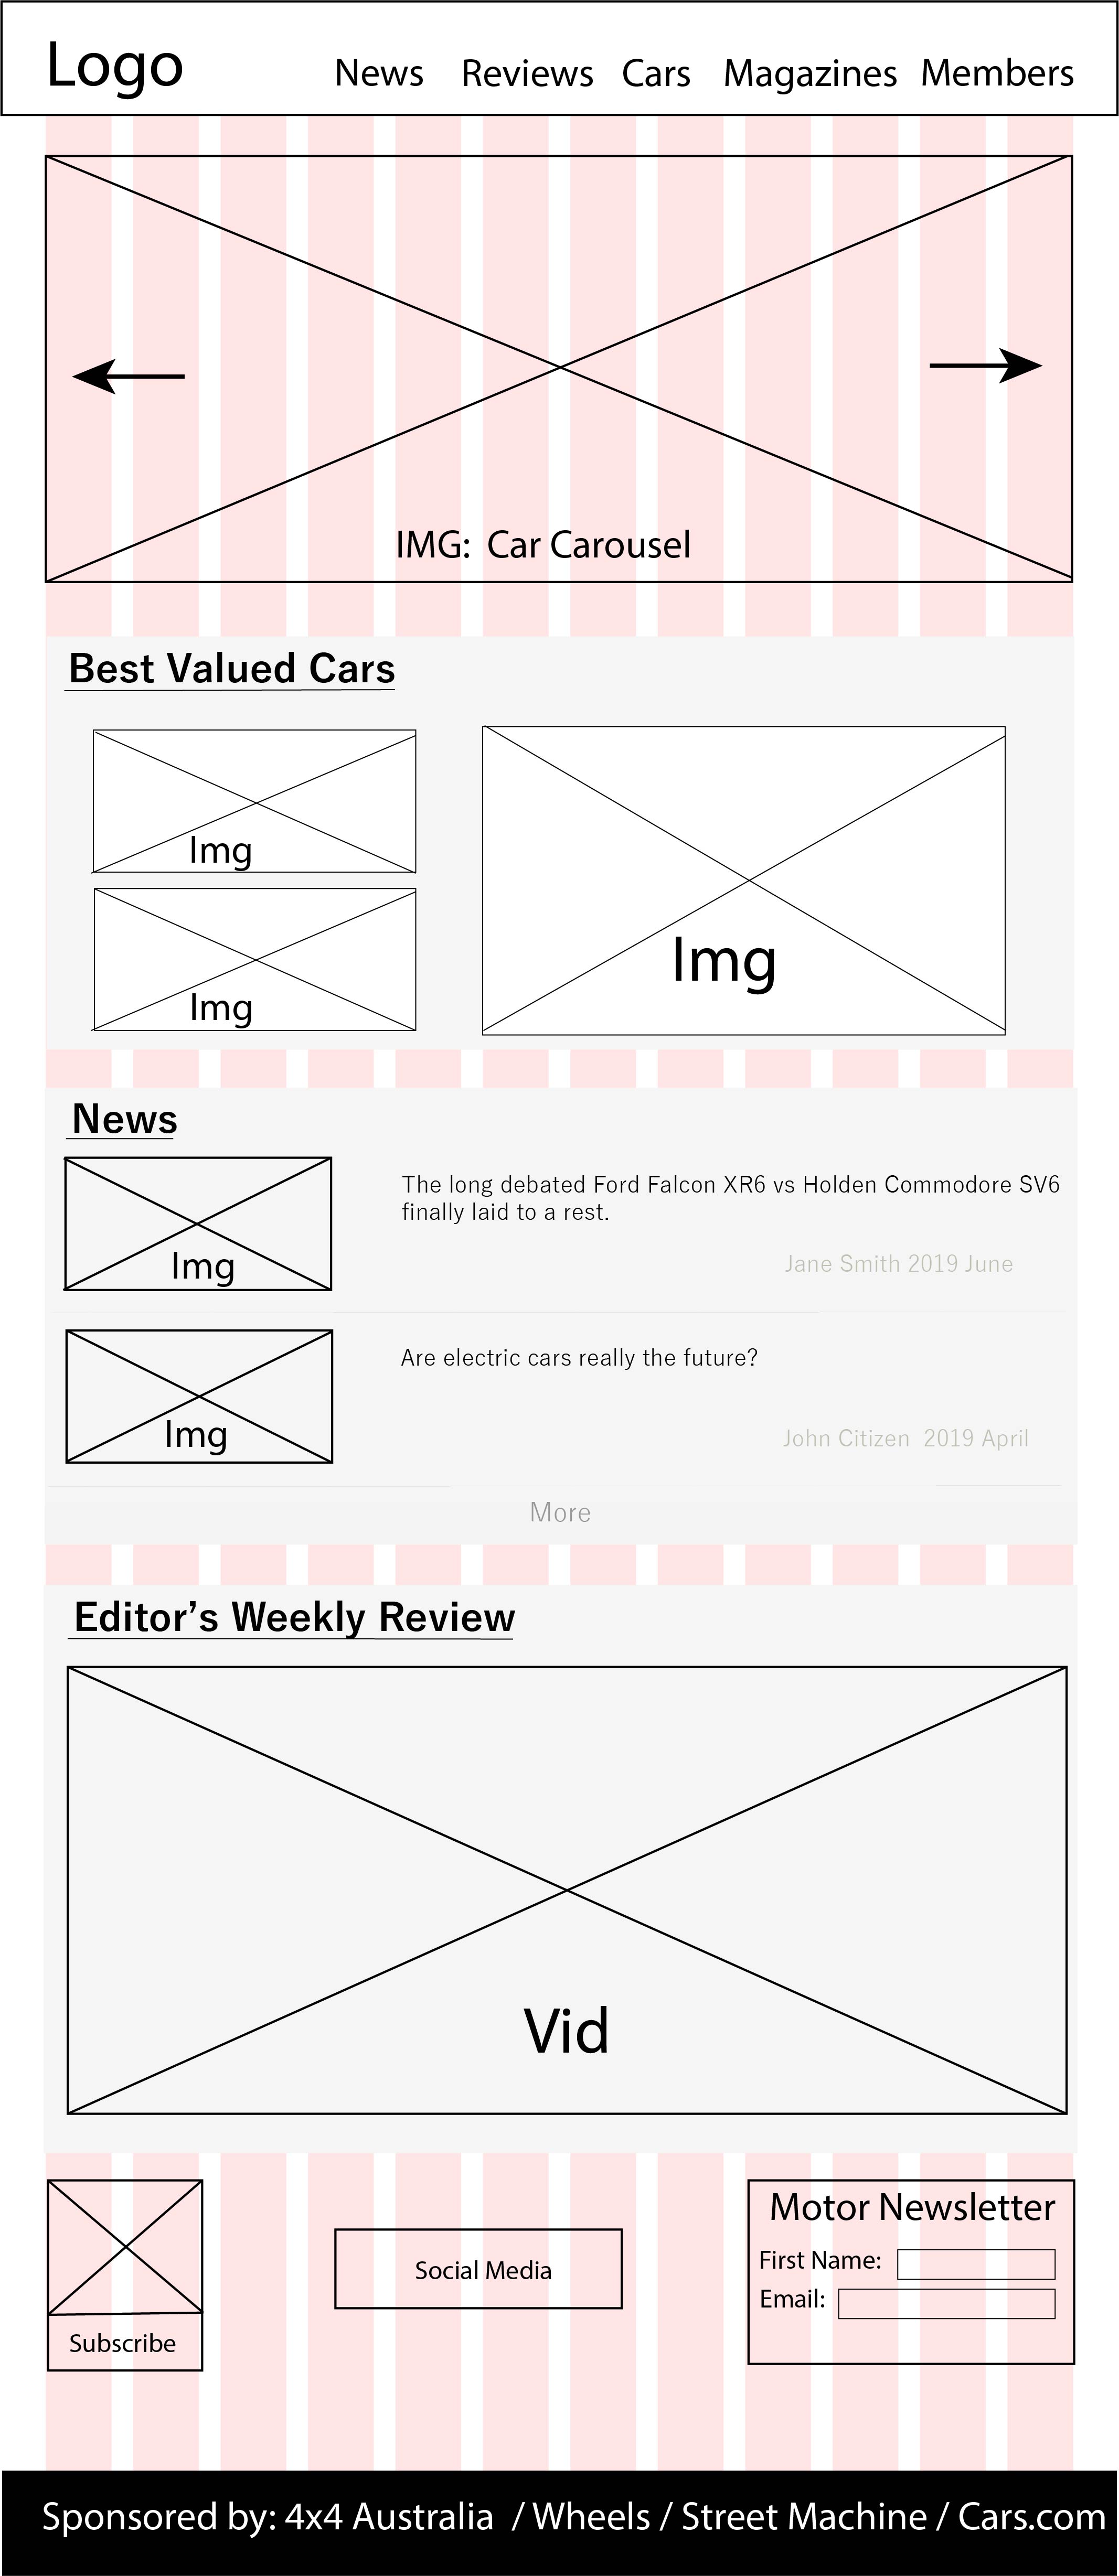 Logo
News Reviews Cars Magazines Members
IMG: Car Carousel
Best Valued Cars
Img
Img
Img
News
Img
The long debated Ford Falcon XR6 vs Holden Commodore SV6
finally laid to a rest.
Jane Smith 2019 June
Img
Are electric cars really the future?
John Citizen 2019 April
More
Editor’s Weekly Review
Vid
Subscribe
Social Media
Motor Newsletter
First Name:
Email:
Sponsored by: 4x4 Australia / Wheels / Street Machine / Cars.com